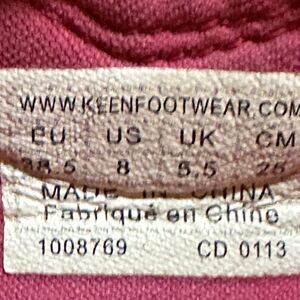 WWW.KEENFOOTWEAR.COM
EU US UK CM
38.5 8 5.5 25
MADE IN CHINA
Fabriqué en Chine
1008769 CD 0113